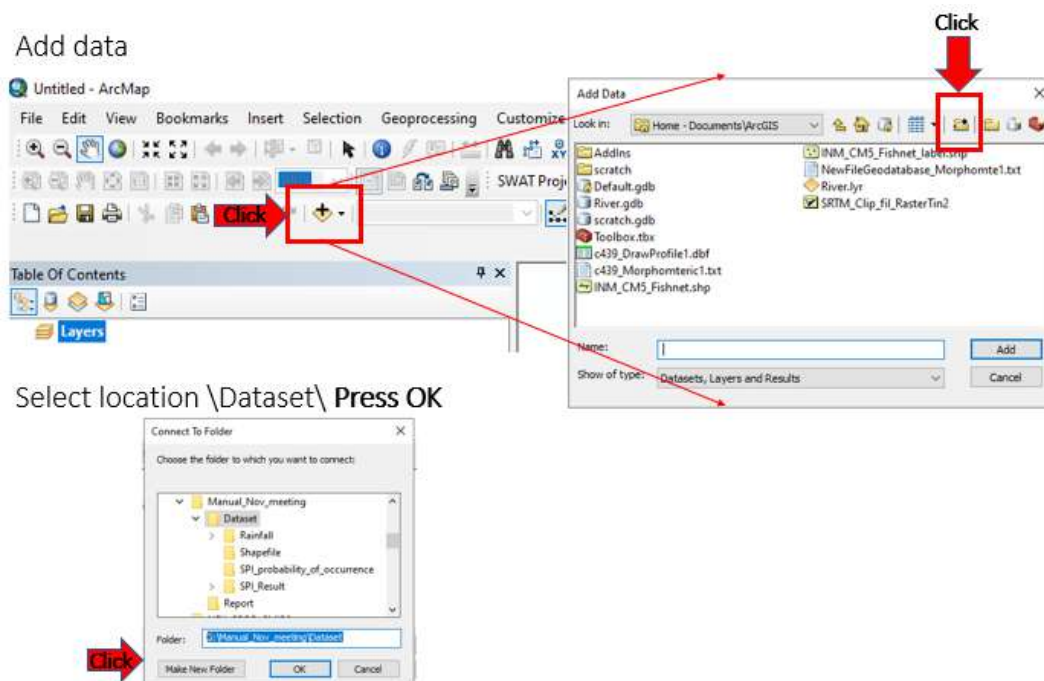 Click
Add data
Untitled - ArcMap
File Edit View Bookmarks Insert Selection Geoprocessing Customize
SWAT Proj
Click
Table Of Contents
Layers
Add Data
Look in: Home - Documents\ArcGIS
AddIns
scratch
Default.gdb
River.gdb
scratch.gdb
Toolbox.tbx
c439_DrawProfile1.dbf
c439_Morphomteric1.txt
INM_CM5_Fishnet.shp
INM_CM5_Fishnet_label.shp
NewFileGeodatabase_Morphomte1.txt
River.lyr
SRTM_Clip_fil_RasterTin2
Name:
Add
Show of type: Datasets, Layers and Results
Cancel
Select location \Dataset\ Press OK
Connect To Folder
Choose the folder to which you want to connect:
Manual_Nov_meeting
Dataset
Rainfall
Shapefile
SPI_probability_of_occurrence
SPI_Result
Report
Folder: G:\Manual_Nov_meeting\Dataset
Click
Make New Folder OK Cancel